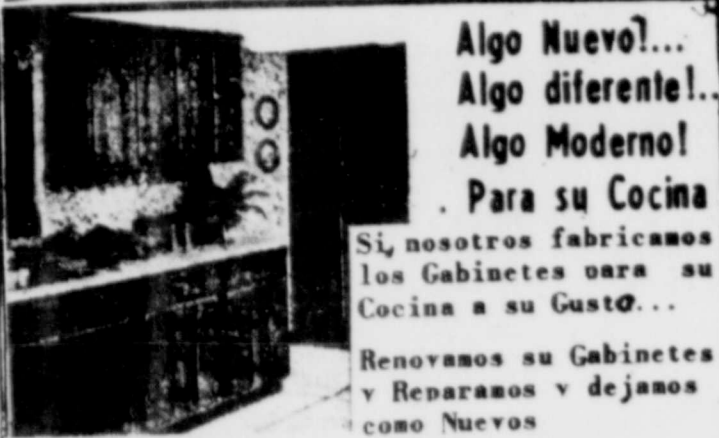 Algo Nuevo!...
Algo diferente!..
Algo Moderno!
. Para su Cocina
Si, nosotros fabricamos
los Gabinetes para su
Cocina a su Gusto...
Renovamos su Gabinetes
y Reparamos y dejamos
como Nuevos